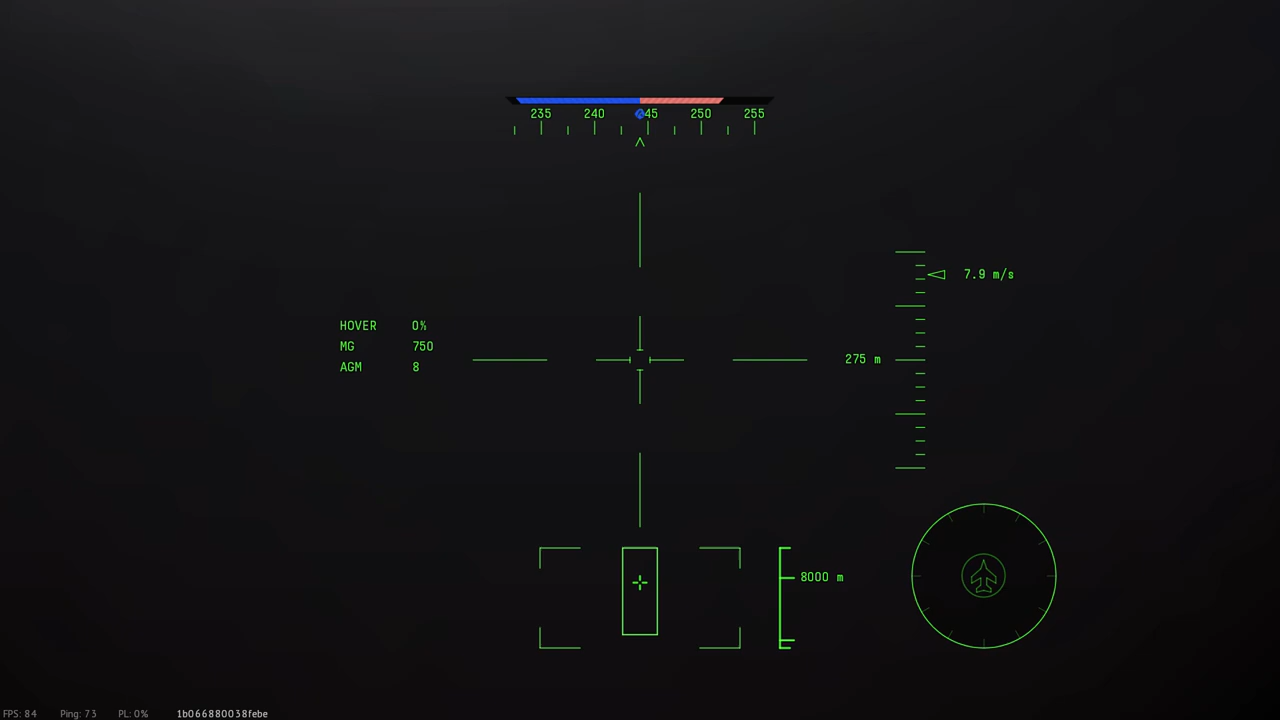 235 240 45 250 255
7.9 m/s
HOVER 0%
MG 750
275 m
AGM 8
8000 m
FPS: 84 Ping: 73 PL: 0% 1b066880038febe